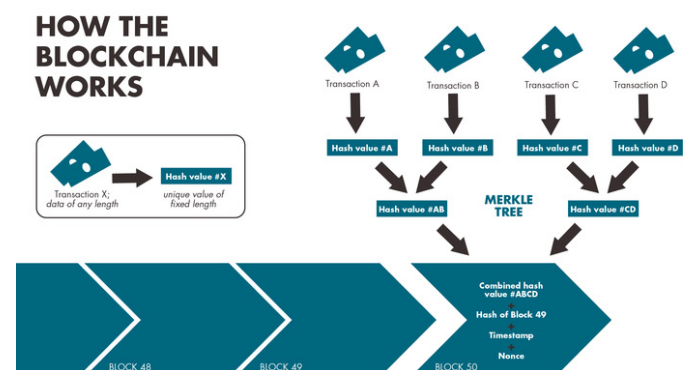 HOW THE
BLOCKCHAIN
WORKS
Transaction A
Transaction B
Transaction C
Transaction D
Hash value #A
Hash value #B
Hash value #C
Hash value #D
Transaction X;
data of any length
Hash value #X
unique value of
fixed length
Hash value #AB
MERKLE
TREE
Hash value #CD
Combined hash
value #ABCD
+
Hash of Block 49
+
Timestamp
+
Nonce
BLOCK 48
BLOCK 49
BLOCK 50